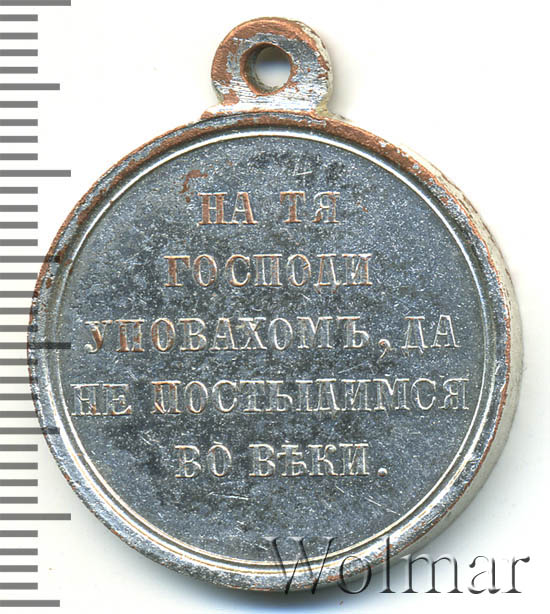 НА ТЯ
ГОСПОДИ
УПОВАХОМЪ, ДА
НЕ ПОСТЫДИМСЯ
ВО ВѢКИ.
Wolmar